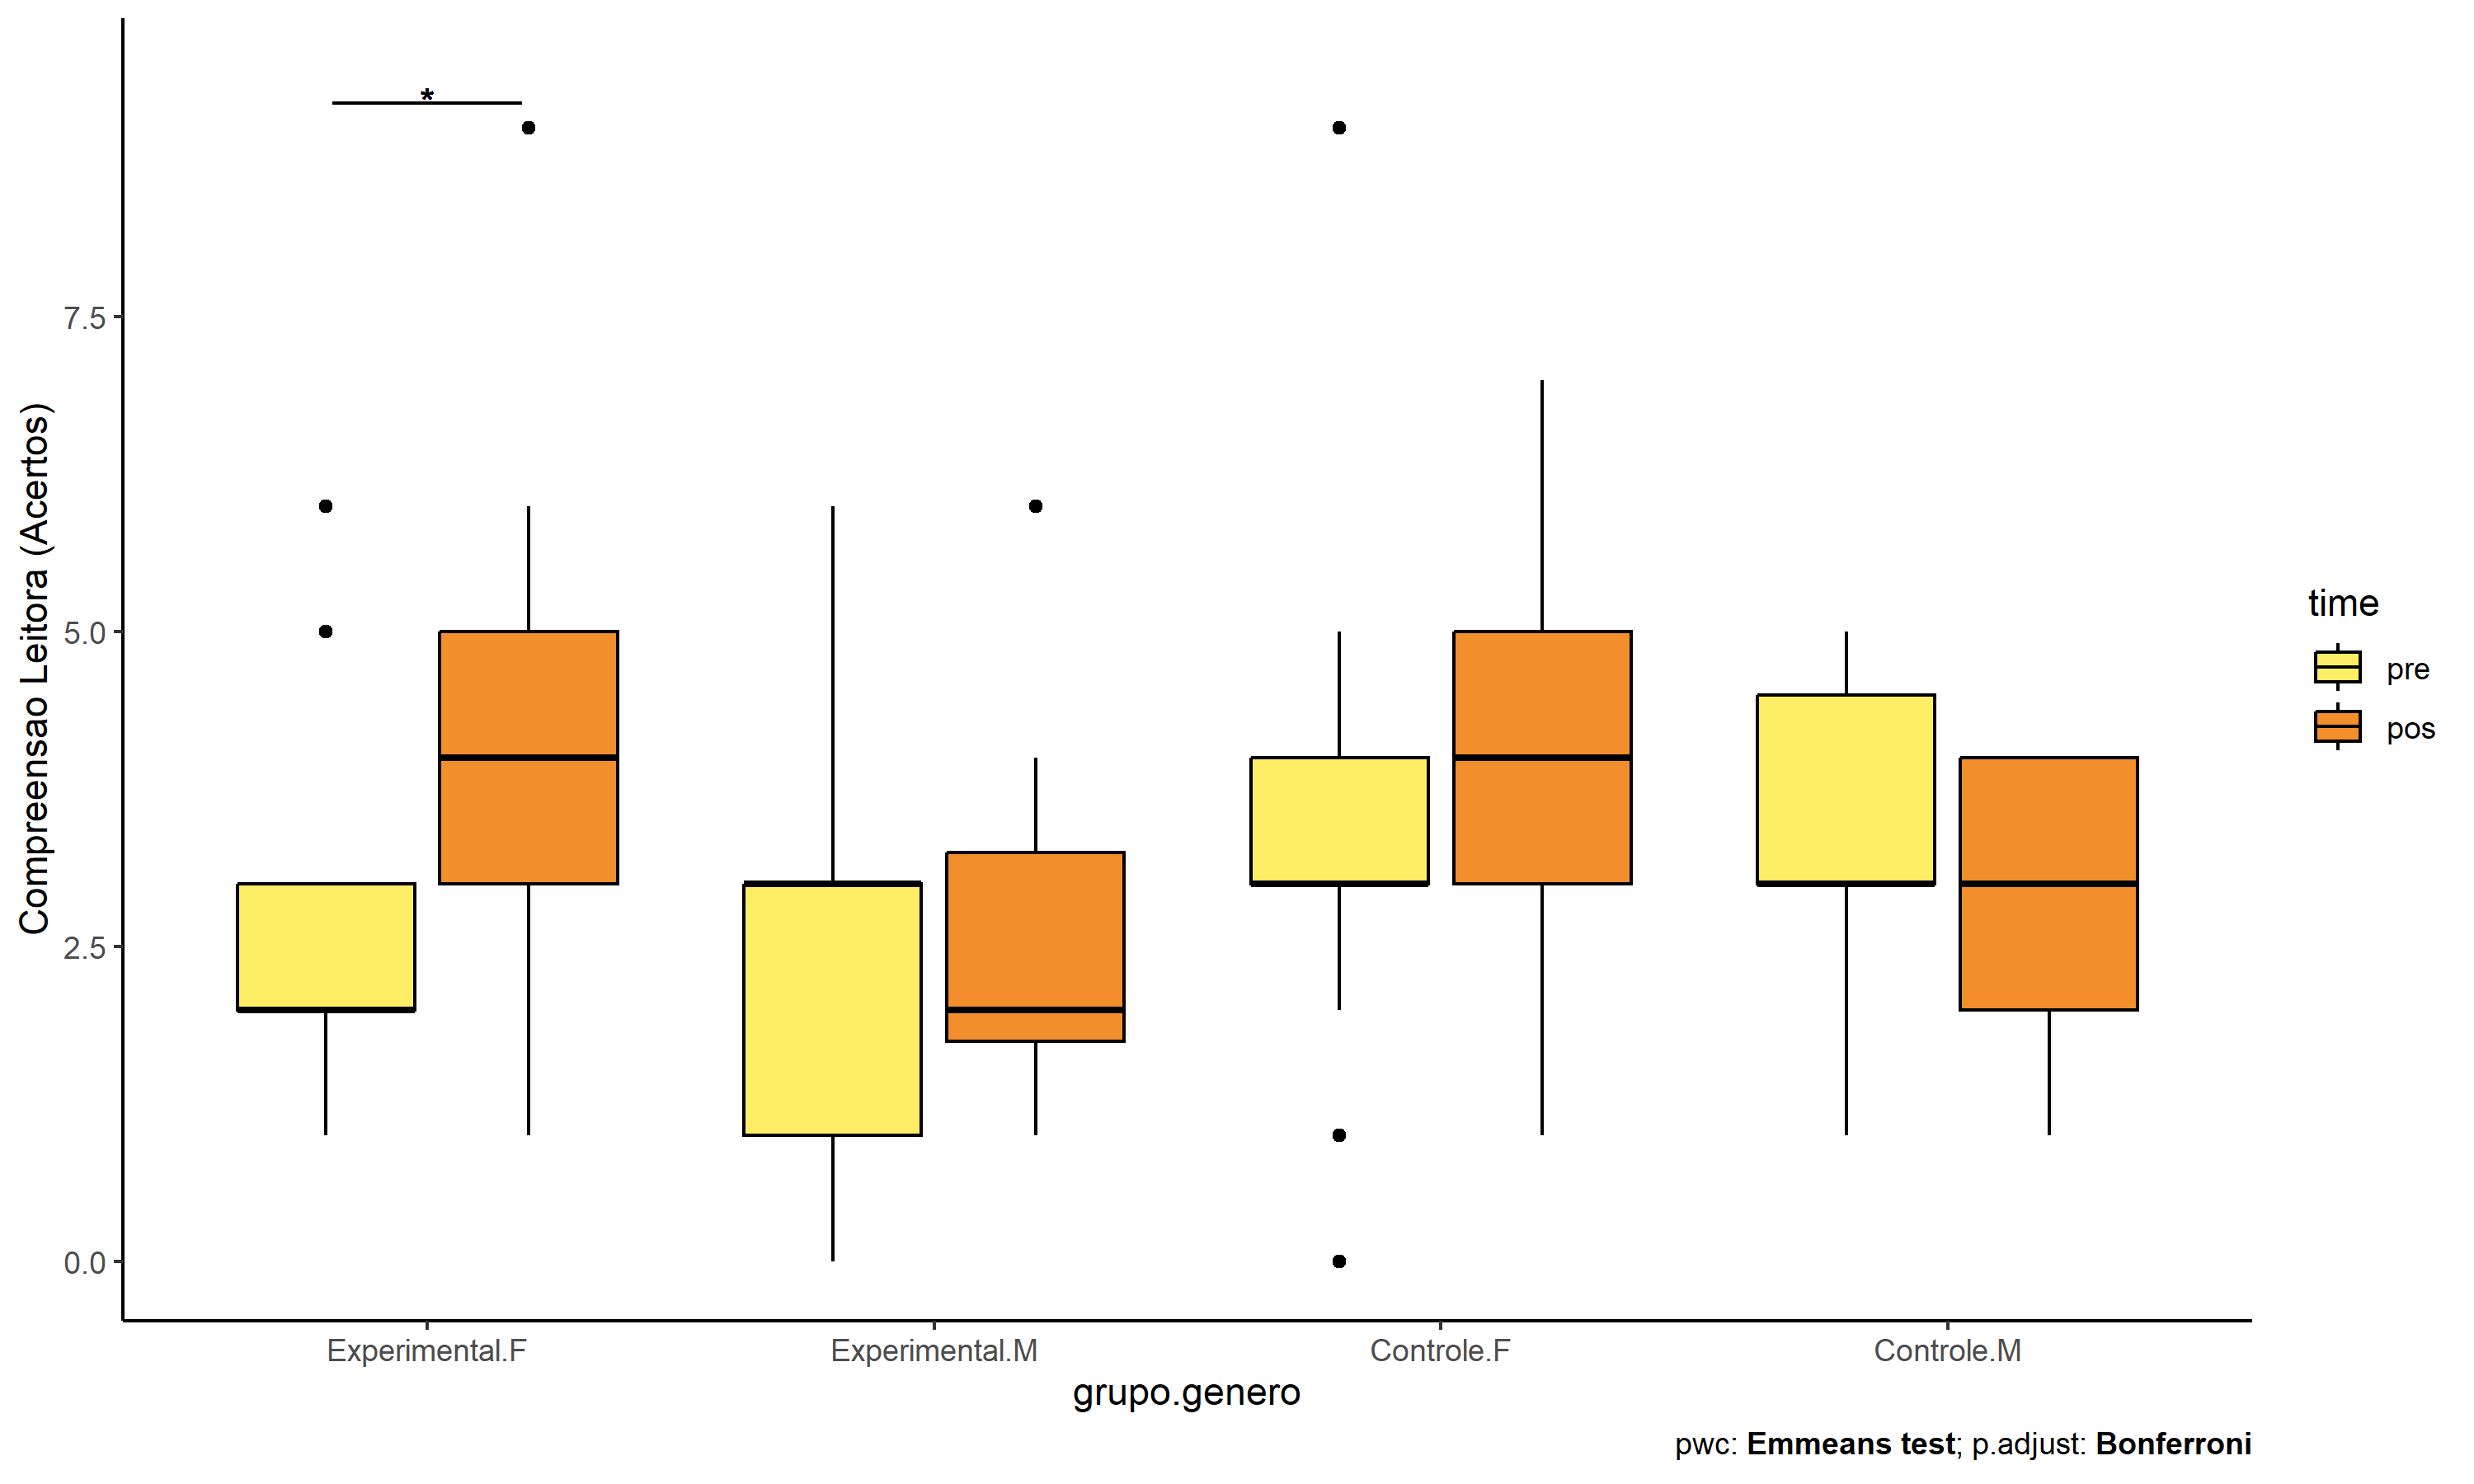 *
Compreensao Leitora (Acertos)
7.5
5.0
2.5
0.0
Experimental.F
Experimental.M
Controle.F
Controle.M
grupo.genero
time
pre
pos
pwc: Emmeans test; p.adjust: Bonferroni